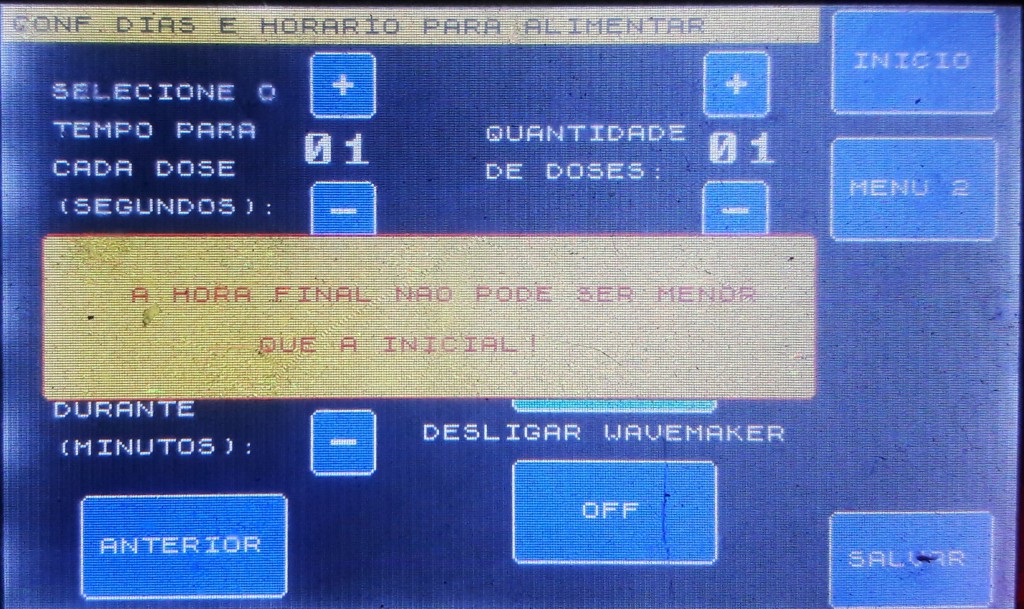 CONF. DIAS E HORARIO PARA ALIMENTAR
INICIO
+
+
SELECIONE O
TEMPO PARA
CADA DOSE
(SEGUNDOS):
01
QUANTIDADE
DE DOSES:
01
MENU 2
-
-
A HORA FINAL NAO PODE SER MENOR
QUE A INICIAL!
DURANTE
(MINUTOS):
-
DESLIGAR WAVEMAKER
OFF
ANTERIOR
SALVAR